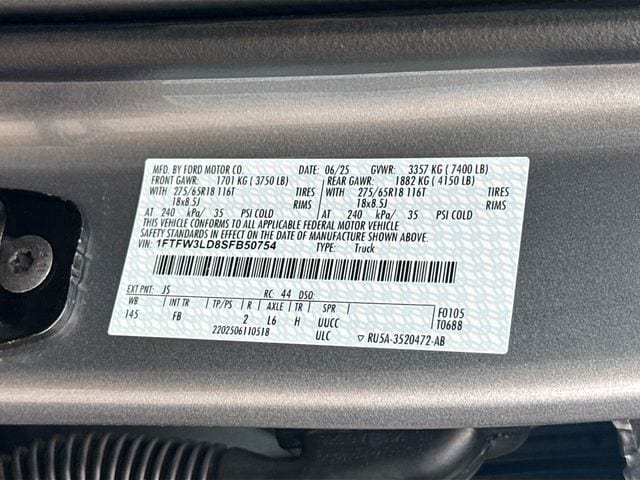 MFD. BY FORD MOTOR CO. DATE: 06/25 GVWR: 3357 KG (7400 LB)
FRONT GAWR: 1701 KG (3750 LB) REAR GAWR: 1882 KG (4150 LB)
WITH 275/65R18 116T TIRES WITH 275/65R18 116T TIRES
18x8.5J RIMS 18x8.5J RIMS
AT 240 kPa/ 35 PSI COLD AT 240 kPa/ 35 PSI COLD
THIS VEHICLE CONFORMS TO ALL APPLICABLE FEDERAL MOTOR VEHICLE
SAFETY STANDARDS IN EFFECT ON THE DATE OF MANUFACTURE SHOWN ABOVE.
VIN: 1FTFW3LD8SFB50754 TYPE: Truck
EXT PNT: J5 RC: 44 DSO: F0105
WB INT TR TP/PS R AXLE TR SPR T0688
145 FB 2 L6 H UUCC
2202506110518 ULC ▽ RU5A-3520472-AB